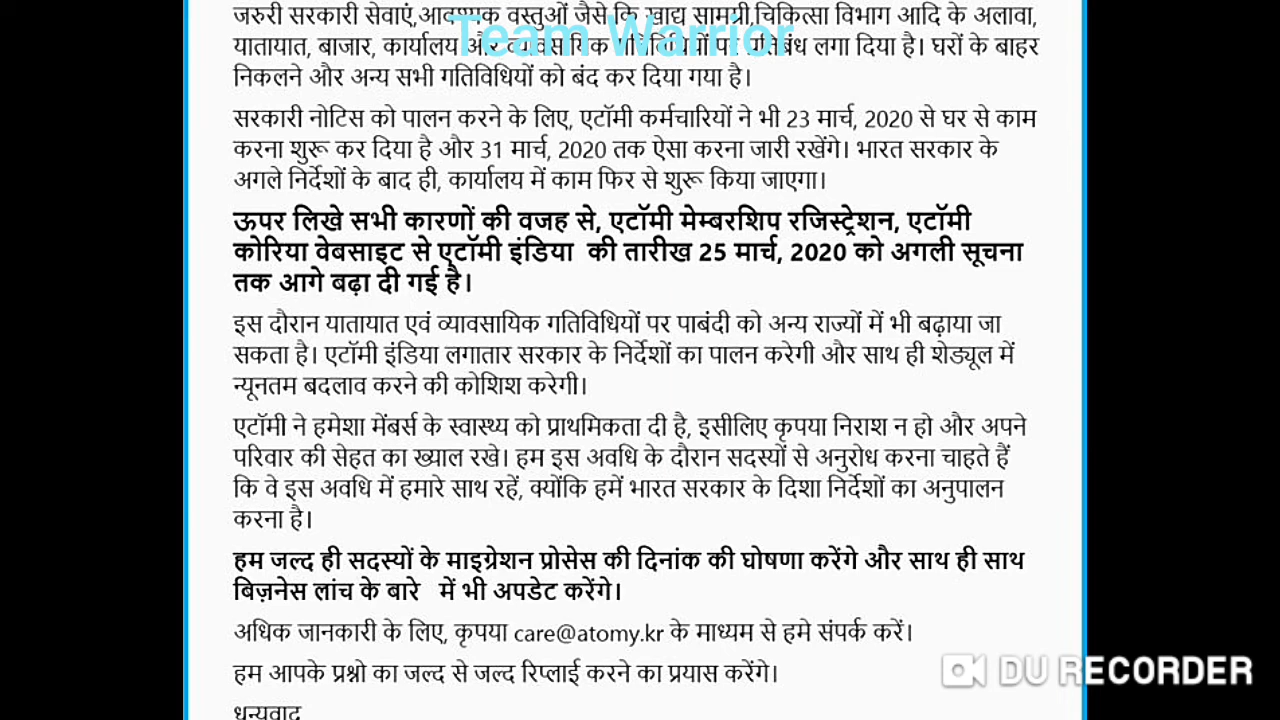 जरुरी सरकारी सेवाएं,आवश्यक वस्तुओं जैसे कि खाद्य सामग्री,चिकित्सा विभाग आदि के अलावा,
Team Warrior
यातायात, बाजार, कार्यालय और व्यावसायिक गतिविधियों पर प्रतिबंध लगा दिया है। घरों के बाहर
निकलने और अन्य सभी गतिविधियों को बंद कर दिया गया है।
सरकारी नोटिस को पालन करने के लिए, एटॉमी कर्मचारियों ने भी 23 मार्च, 2020 से घर से काम
करना शुरू कर दिया है और 31 मार्च, 2020 तक ऐसा करना जारी रखेंगे। भारत सरकार के
अगले निर्देशों के बाद ही, कार्यालय में काम फिर से शुरू किया जाएगा।
ऊपर लिखे सभी कारणों की वजह से, एटॉमी मेम्बरशिप रजिस्ट्रेशन, एटॉमी
कोरिया वेबसाइट से एटॉमी इंडिया की तारीख 25 मार्च, 2020 को अगली सूचना
तक आगे बढ़ा दी गई है।
इस दौरान यातायात एवं व्यावसायिक गतिविधियों पर पाबंदी को अन्य राज्यों में भी बढ़ाया जा
सकता है। एटॉमी इंडिया लगातार सरकार के निर्देशों का पालन करेगी और साथ ही शेड्यूल में
न्यूनतम बदलाव करने की कोशिश करेगी।
एटॉमी ने हमेशा मेंबर्स के स्वास्थ्य को प्राथमिकता दी है, इसीलिए कृपया निराश न हो और अपने
परिवार की सेहत का ख्याल रखे। हम इस अवधि के दौरान सदस्यों से अनुरोध करना चाहते हैं
कि वे इस अवधि में हमारे साथ रहें, क्योंकि हमें भारत सरकार के दिशा निर्देशों का अनुपालन
करना है।
हम जल्द ही सदस्यों के माइग्रेशन प्रोसेस की दिनांक की घोषणा करेंगे और साथ ही साथ
बिज़नेस लांच के बारे में भी अपडेट करेंगे।
अधिक जानकारी के लिए, कृपया care@atomy.kr के माध्यम से हमे संपर्क करें।
हम आपके प्रश्नो का जल्द से जल्द रिप्लाई करने का प्रयास करेंगे।
DU RECORDER
धन्यवाद